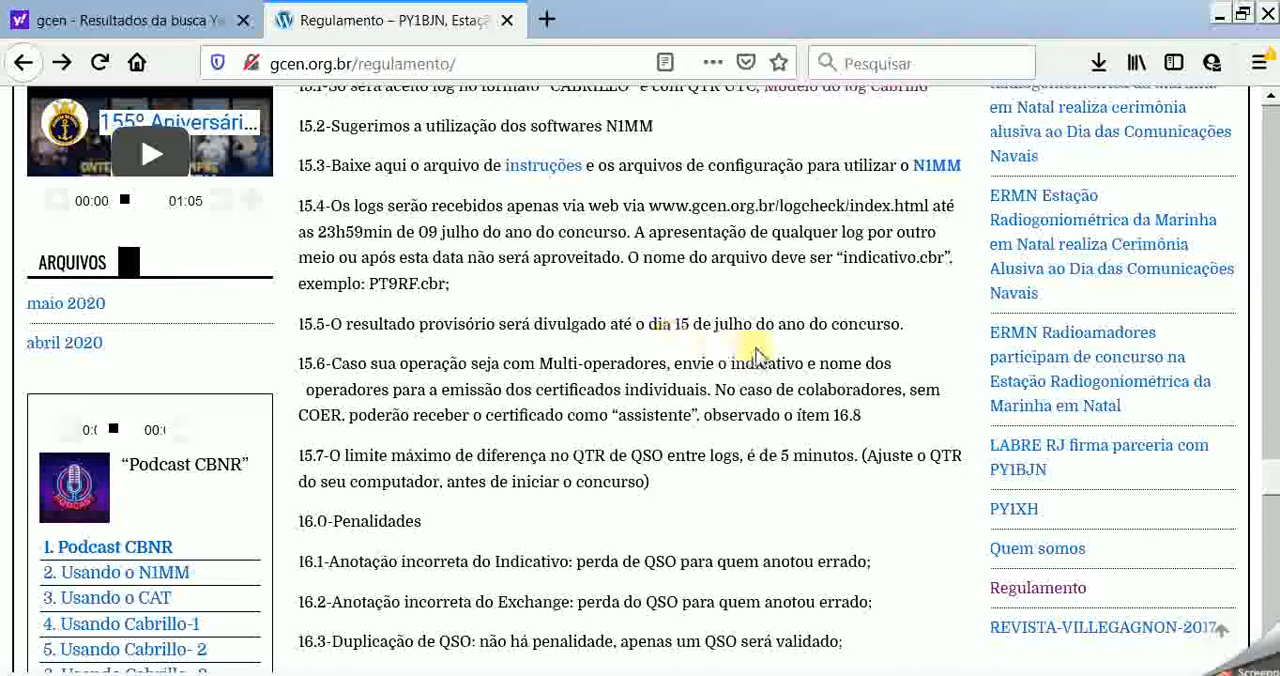 gcen - Resultados da busca Ya
Regulamento – PY1BJN, Estaçã
gcen.org.br/regulamento/
Pesquisar
155º Aniversári...
00:00
01:05
ARQUIVOS
maio 2020
abril 2020
“Podcast CBNR”
1. Podcast CBNR
2. Usando o N1MM
3. Usando o CAT
4. Usando Cabrillo-1
5. Usando Cabrillo- 2
15.1-Só será aceito log no formato “CABRILLO” e com QTR UTC, Modelo do log Cabrillo
15.2-Sugerimos a utilização dos softwares N1MM
15.3-Baixe aqui o arquivo de instruções e os arquivos de configuração para utilizar o N1MM
15.4-Os logs serão recebidos apenas via web via www.gcen.org.br/logcheck/index.html até
as 23h59min de 09 julho do ano do concurso. A apresentação de qualquer log por outro
meio ou após esta data não será aproveitado. O nome do arquivo deve ser “indicativo.cbr”,
exemplo: PT9RF.cbr;
15.5-O resultado provisório será divulgado até o dia 15 de julho do ano do concurso.
15.6-Caso sua operação seja com Multi-operadores, envie o indicativo e nome dos
operadores para a emissão dos certificados individuais. No caso de colaboradores, sem
COER, poderão receber o certificado como “assistente”, observado o ítem 16.8
15.7-O limite máximo de diferença no QTR de QSO entre logs, é de 5 minutos. (Ajuste o QTR
do seu computador, antes de iniciar o concurso)
16.0-Penalidades
16.1-Anotação incorreta do Indicativo: perda de QSO para quem anotou errado;
16.2-Anotação incorreta do Exchange: perda do QSO para quem anotou errado;
16.3-Duplicação de QSO: não há penalidade, apenas um QSO será validado;
Radiogoniométrica da Marinha
em Natal realiza cerimônia
alusiva ao Dia das Comunicações
Navais
ERMN Estação
Radiogoniométrica da Marinha
em Natal realiza Cerimônia
Alusiva ao Dia das Comunicações
Navais
ERMN Radioamadores
participam de concurso na
Estação Radiogoniométrica da
Marinha em Natal
LABRE RJ firma parceria com
PY1BJN
PY1XH
Quem somos
Regulamento
REVISTA-VILLEGAGNON-2017